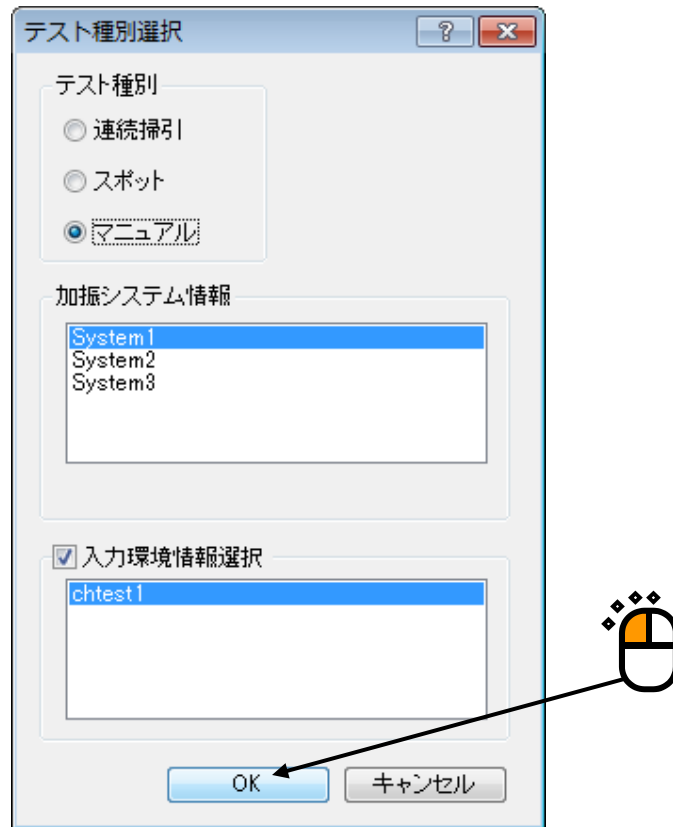 テスト種別選択
テスト種別
連続掃引
スポット
マニュアル
加振システム情報
System1
System2
System3
入力環境情報選択
chtest1
OK キャンセル